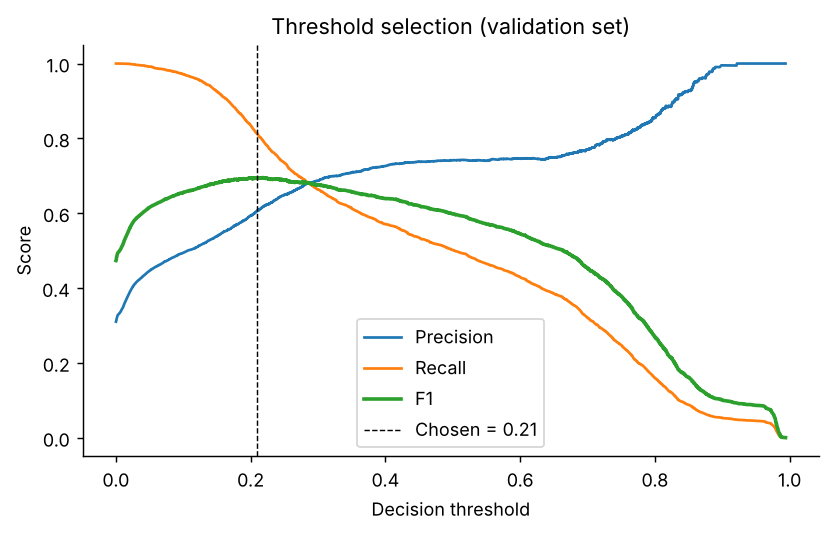 Threshold selection (validation set)
Score
1.0
0.8
0.6
0.4
0.2
0.0
Precision
Recall
F1
Chosen = 0.21
0.0 0.2 0.4 0.6 0.8 1.0
Decision threshold